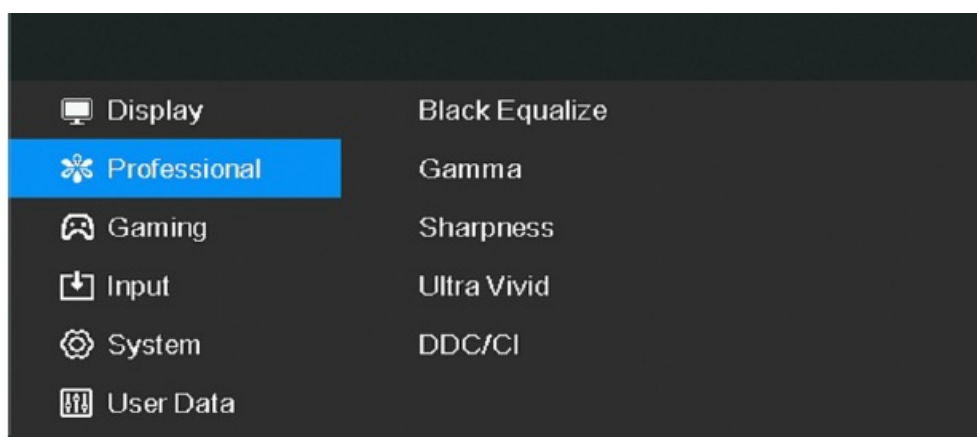 Display
Black Equalize
Professional
Gamma
Gaming
Sharpness
Input
Ultra Vivid
System
DDC/CI
User Data